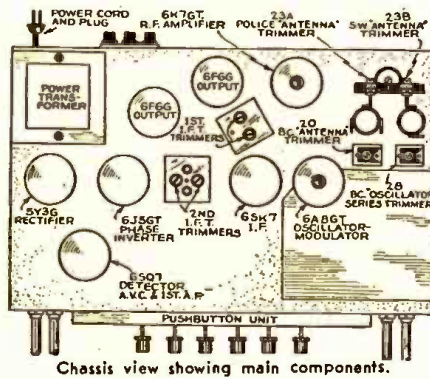 POWER CORD
AND PLUG
6K7GT
R.F. AMPLIFIER
23A
POLICE "ANTENNA"
TRIMMER
23B
SW "ANTENNA"
TRIMMER
POWER
TRANS-
FORMER
6F6G
OUTPUT
6F6G
OUTPUT
1ST.
I.F.T.
TRIMMERS
20
BC. "ANTENNA"
TRIMMER
28
BC. OSCILLATOR
SERIES TRIMMER
5Y3G
RECTIFIER
6J5GT
PHASE
INVERTER
2ND
I.F.T.
TRIMMERS
6SK7
I.F.
6A8GT
OSCILLATOR-
MODULATOR
6SQ7
DETECTOR
A.V.C. & 1ST. A.F.
PUSHBUTTON UNIT
Chassis view showing main components.